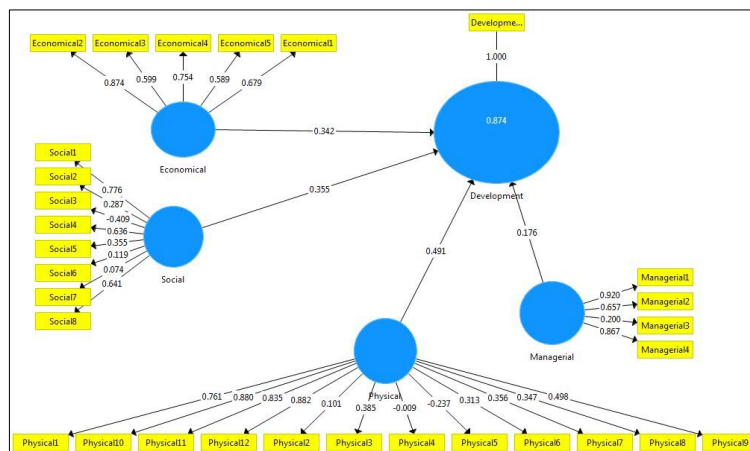 Developme...
Economical2 Economical3 Economical4 Economical5 Economical1
1.000
0.874 0.599 0.754 0.589 0.679
0.874
Economical
0.342
Development
Social1
Social2
Social3
Social4
Social5
Social6
Social7
Social8
0.776
0.287
-0.409
0.636
0.355
0.119
0.074
0.641
Social
0.355
0.491
0.176
Managerial1
Managerial2
Managerial3
Managerial4
0.920
0.657
0.200
0.867
Managerial
Physical
0.761 0.880 0.835 0.882 0.101 0.385 -0.009 -0.237 0.313 0.356 0.347 0.498
Physical1 Physical10 Physical11 Physical12 Physical2 Physical3 Physical4 Physical5 Physical6 Physical7 Physical8 Physical9